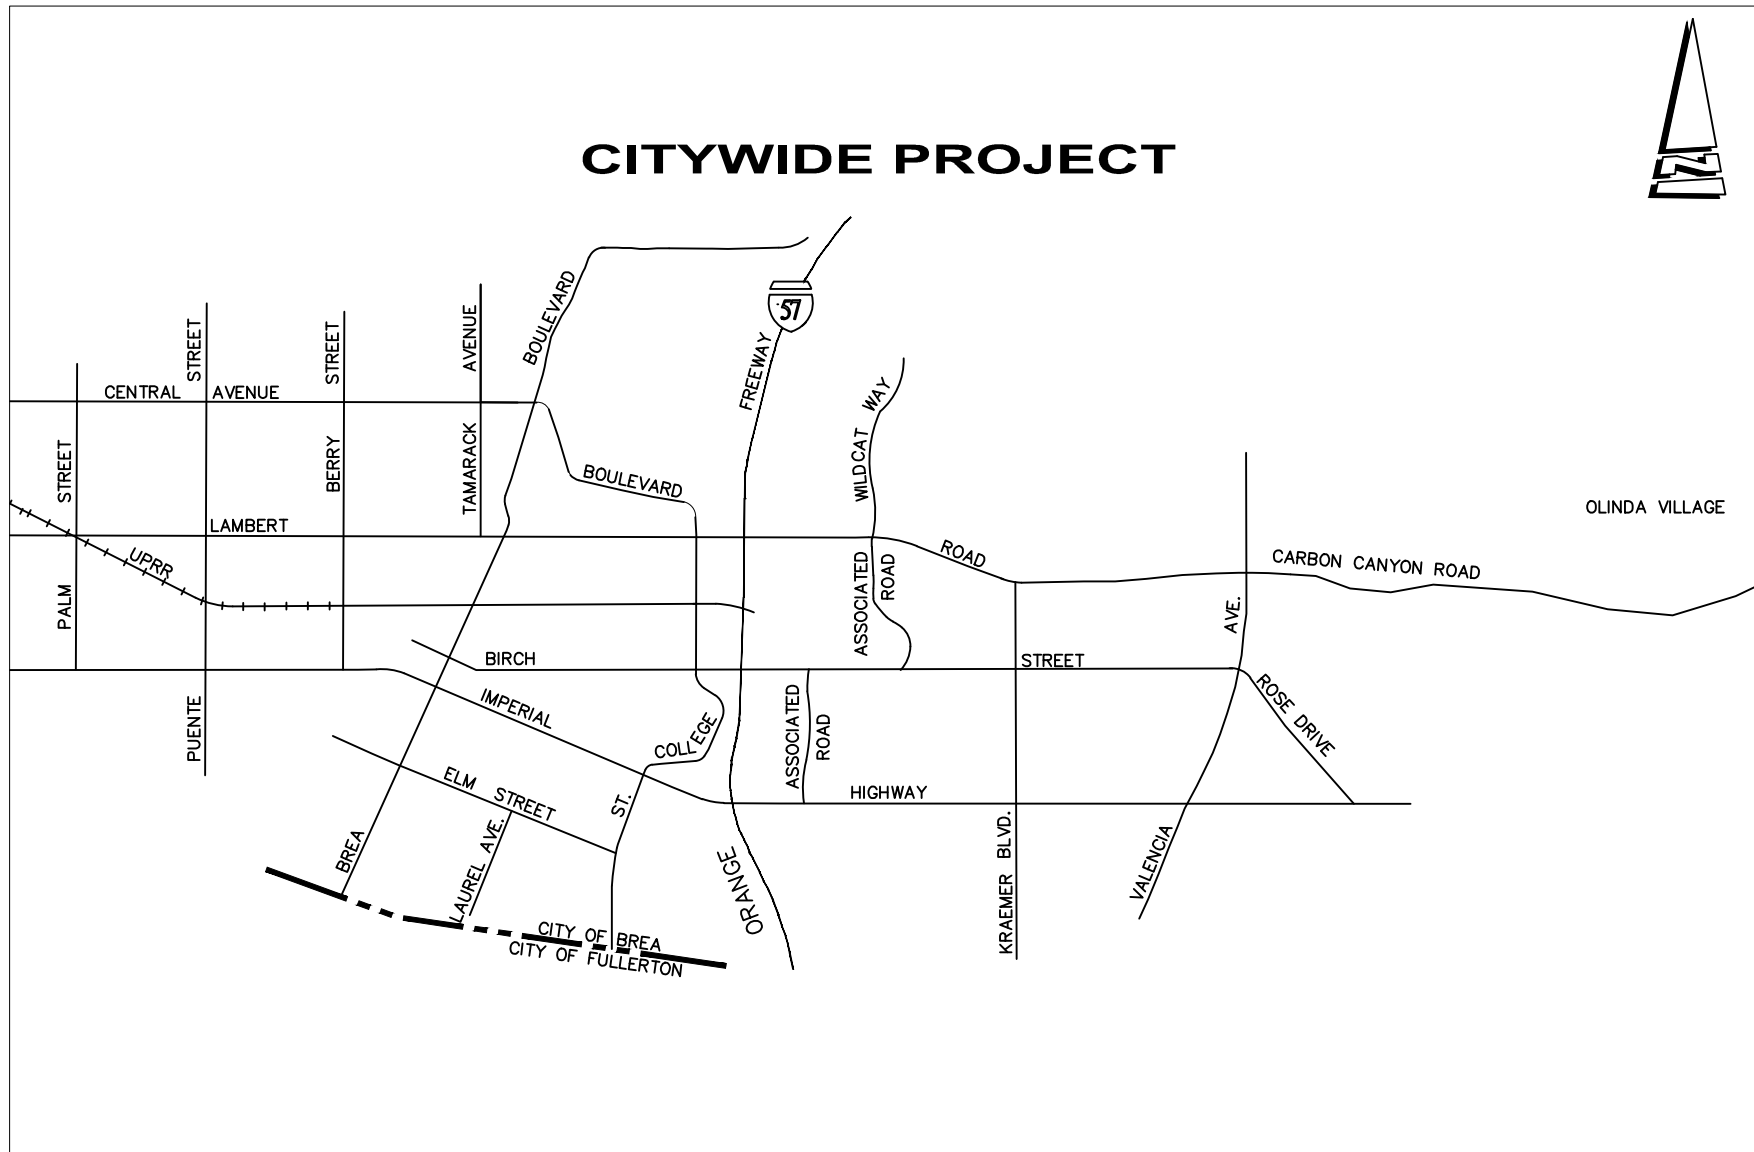 CITYWIDE PROJECT
N
BOULEVARD
57
STREET
STREET
AVENUE
FREEWAY
CENTRAL AVENUE
WAY
STREET
BERRY
TAMARACK
BOULEVARD
WILDCAT
OLINDA VILLAGE
LAMBERT
ROAD
UPRR
CARBON CANYON ROAD
ASSOCIATED
ROAD
PALM
AVE.
BIRCH
STREET
PUENTE
IMPERIAL
COLLEGE
ASSOCIATED
ROAD
ROSE DRIVE
ELM STREET
ST.
HIGHWAY
BREA
LAUREL AVE.
ORANGE
KRAEMER BLVD.
VALENCIA
CITY OF BREA
CITY OF FULLERTON